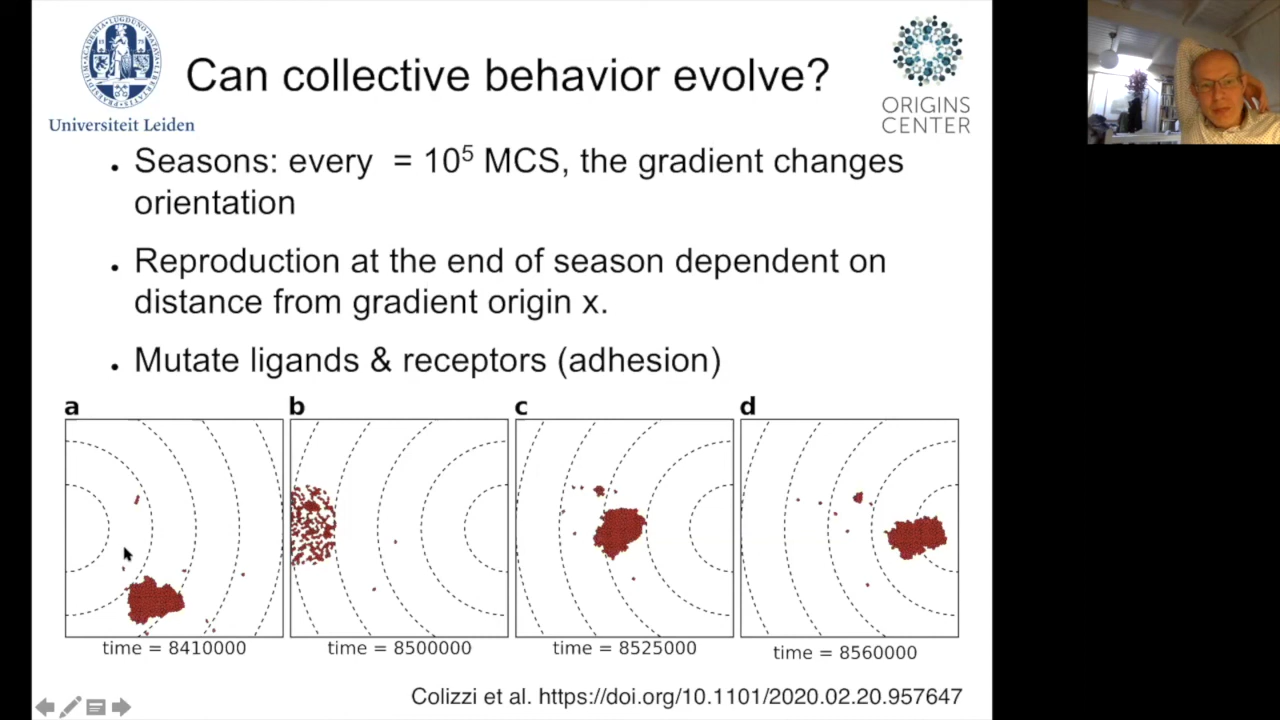 Can collective behavior evolve?
Universiteit Leiden
ORIGINS
CENTER
. Seasons: every = 10⁵ MCS, the gradient changes
orientation
. Reproduction at the end of season dependent on
distance from gradient origin x.
. Mutate ligands & receptors (adhesion)
a
b
c
d
time = 8410000
time = 8500000
time = 8525000
time = 8560000
Colizzi et al. https://doi.org/10.1101/2020.02.20.957647